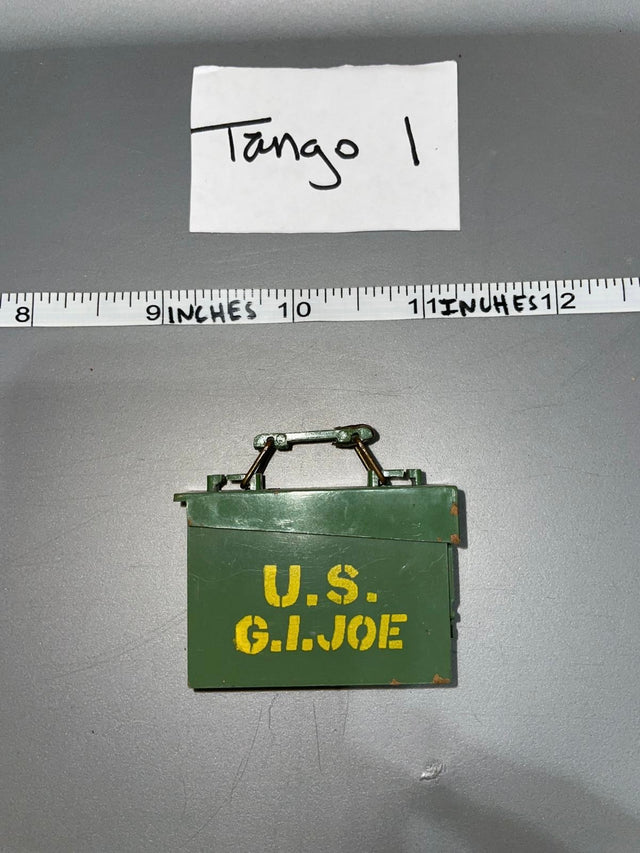 Tango 1
8 9 INCHES 10 11 INCHES 12
U.S.
G.I.JOE